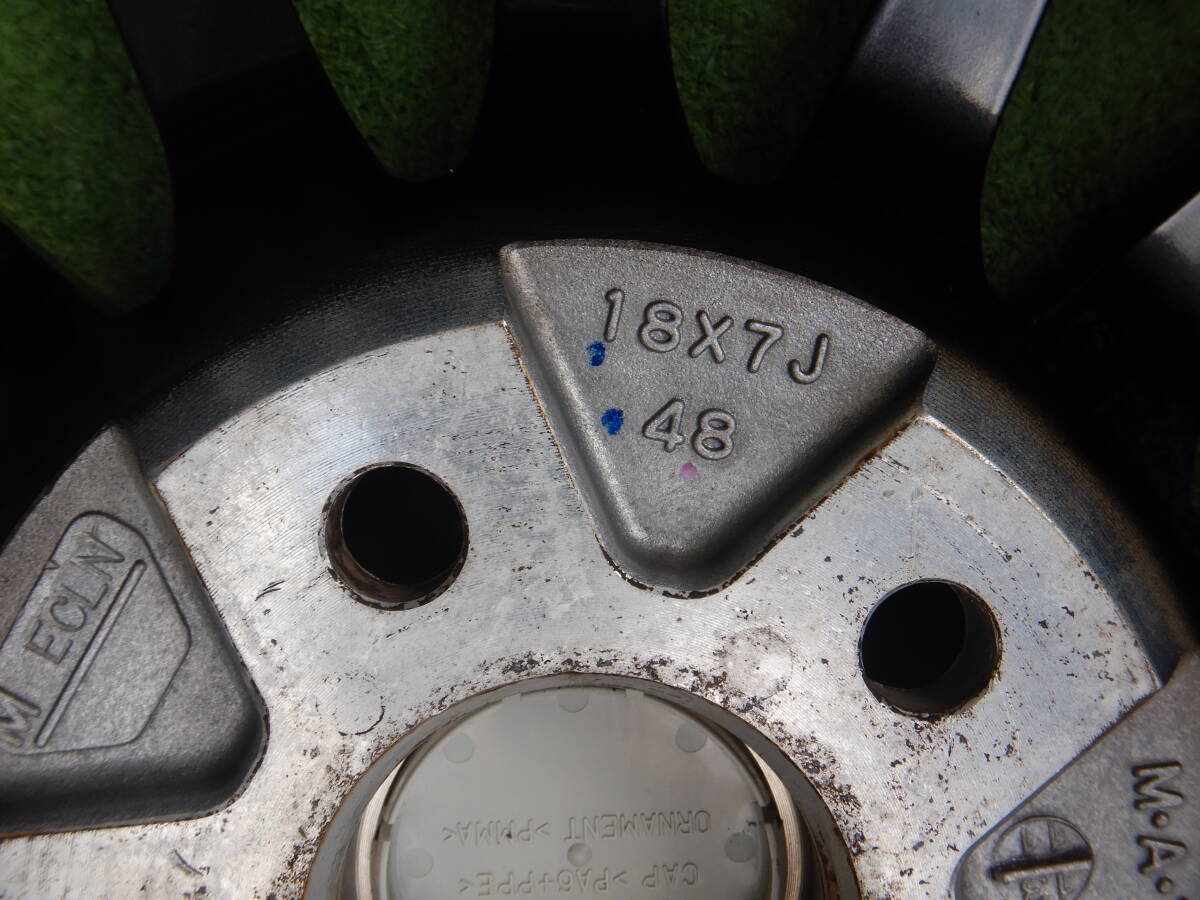 18X7J
48
M ECLN
M.A.
ORNAMENT >PMMA<
CAP >PA6+PPE<